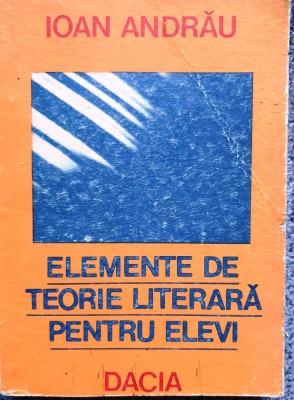 IOAN ANDRĂU
ELEMENTE DE
TEORIE LITERARĂ
PENTRU ELEVI
DACIA